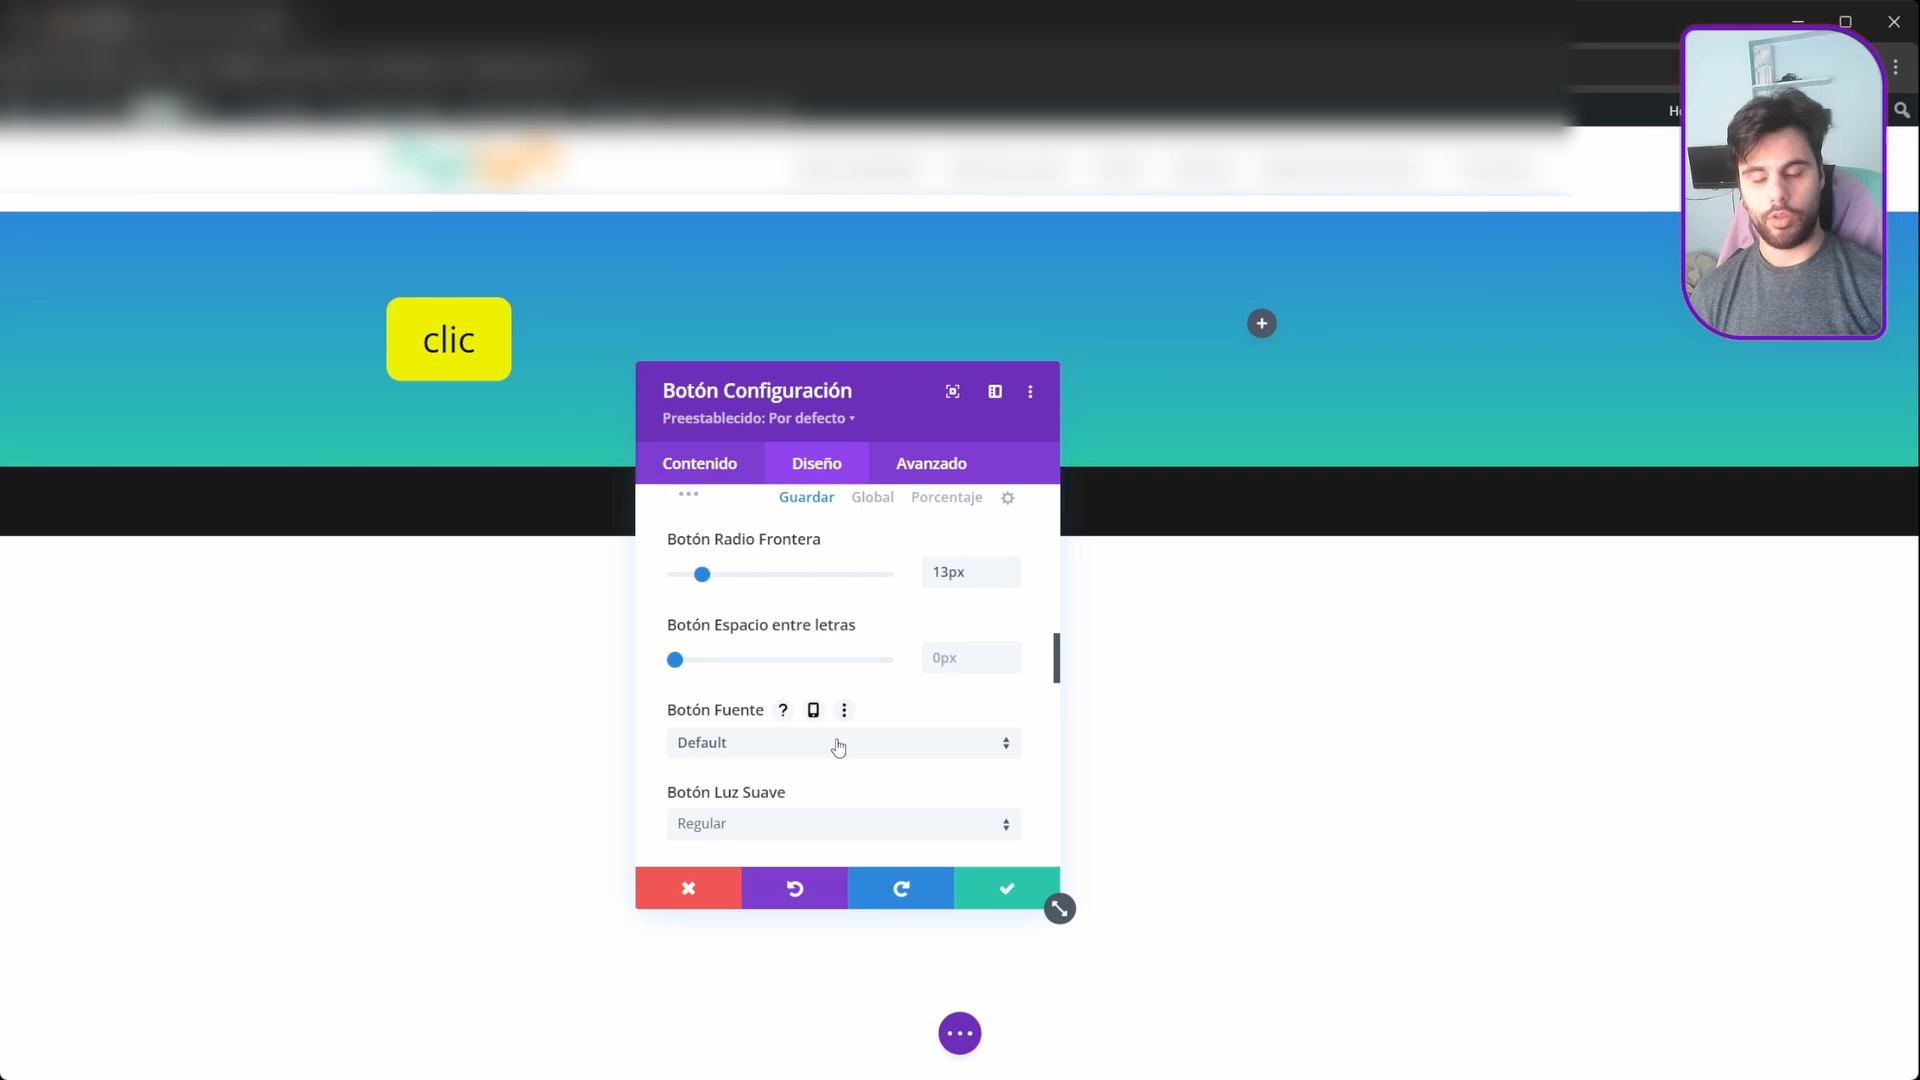 clic
Botón Configuración
Preestablecido: Por defecto
Contenido
Diseño
Avanzado
Guardar
Global
Porcentaje
Botón Radio Frontera
13px
Botón Espacio entre letras
0px
Botón Fuente ?
Default
Botón Luz Suave
Regular